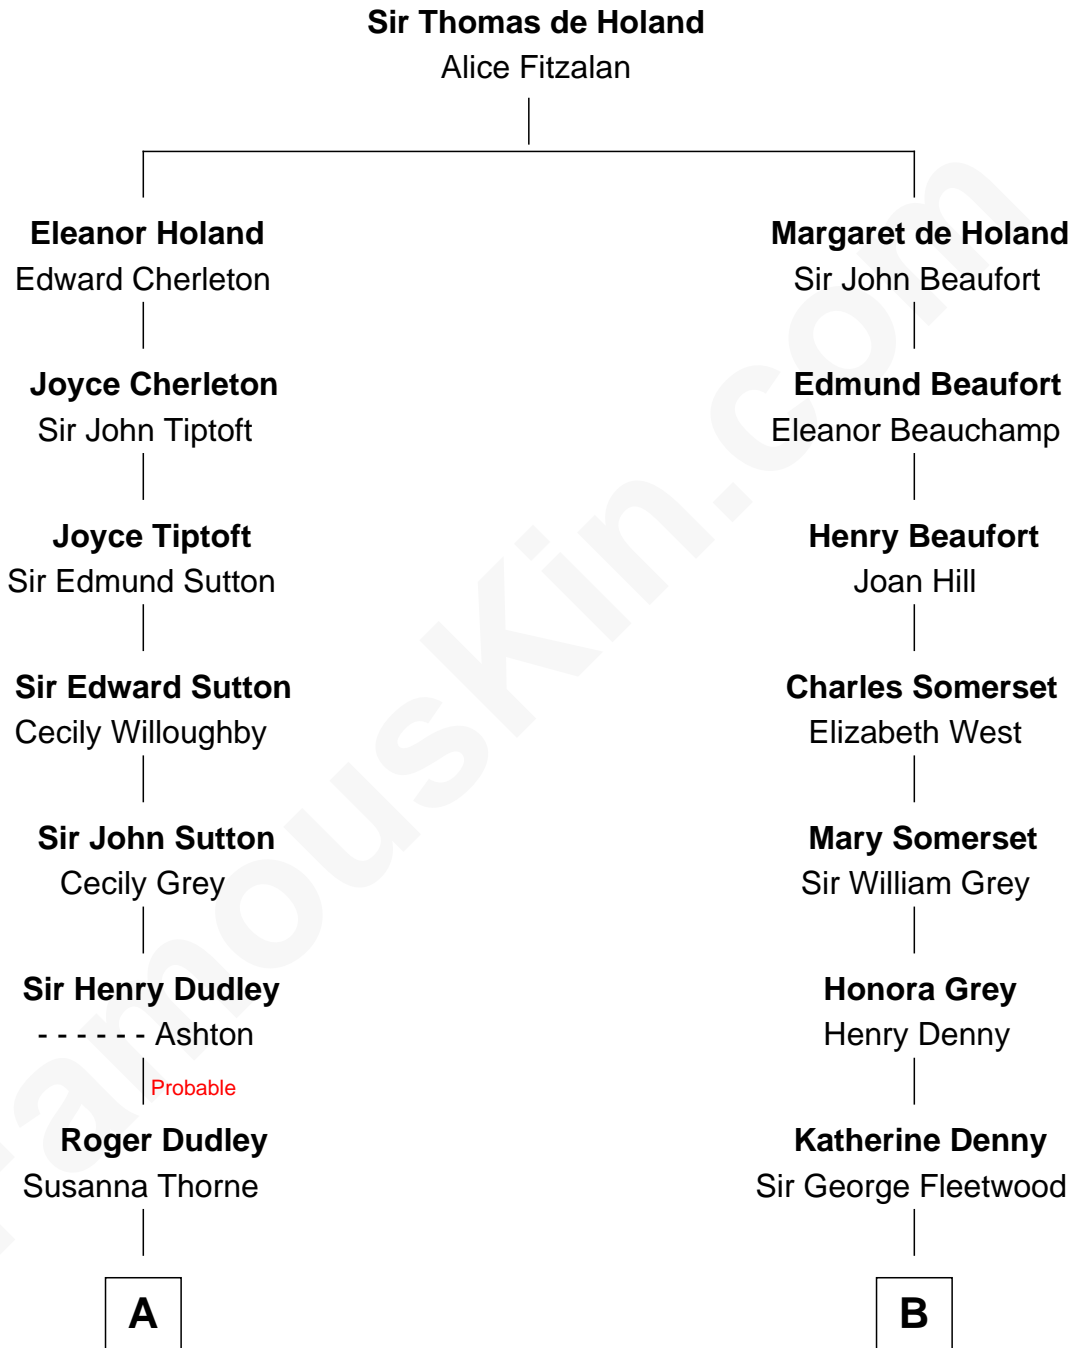 Sir Thomas de Holand
Alice Fitzalan
Eleanor Holand
Edward Cherleton
Joyce Cherleton
Sir John Tiptoft
Joyce Tiptoft
Sir Edmund Sutton
Sir Edward Sutton
Cecily Willoughby
Sir John Sutton
Cecily Grey
Sir Henry Dudley
- - - - - - Ashton
Probable
Roger Dudley
Susanna Thorne
A
Margaret de Holand
Sir John Beaufort
Edmund Beaufort
Eleanor Beauchamp
Henry Beaufort
Joan Hill
Charles Somerset
Elizabeth West
Mary Somerset
Sir William Grey
Honora Grey
Henry Denny
Katherine Denny
Sir George Fleetwood
B
FamousKin.com